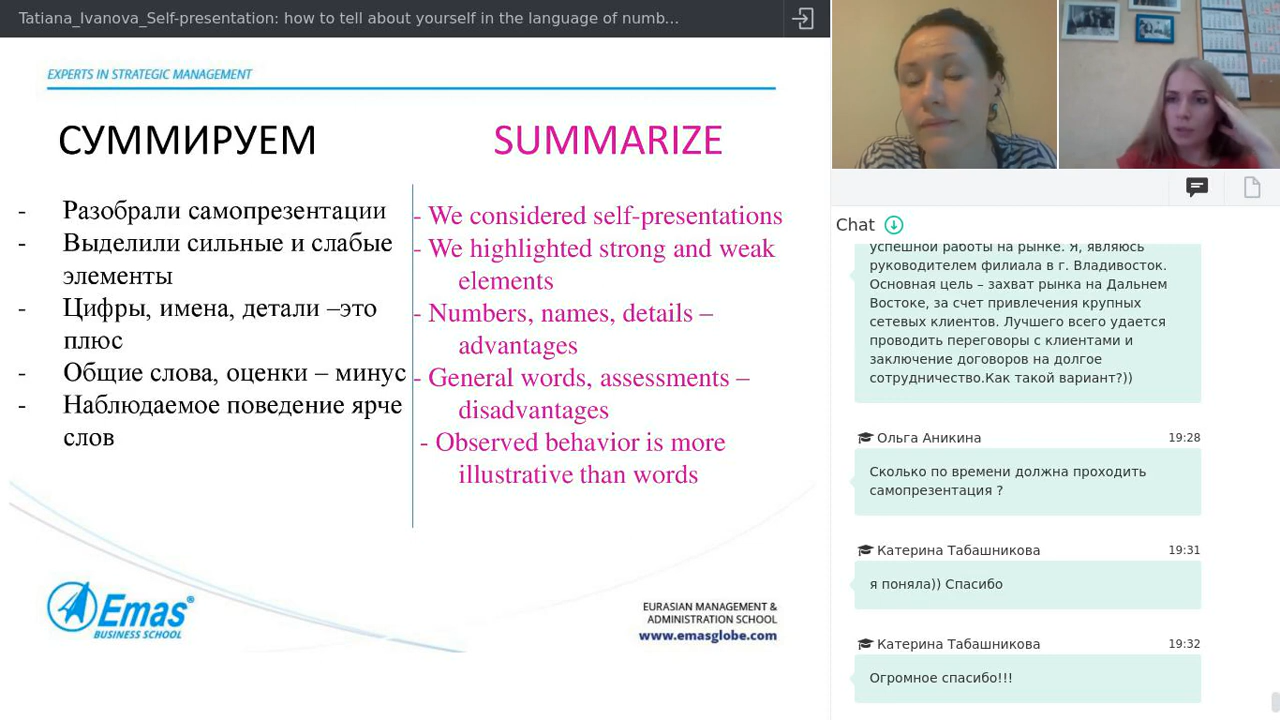 Tatiana_Ivanova_Self-presentation: how to tell about yourself in the language of numb...
EXPERTS IN STRATEGIC MANAGEMENT
СУММИРУЕМ
- Разобрали самопрезентации
- Выделили сильные и слабые
элементы
- Цифры, имена, детали –это
плюс
- Общие слова, оценки – минус
- Наблюдаемое поведение ярче
слов
SUMMARIZE
- We considered self-presentations
- We highlighted strong and weak
elements
- Numbers, names, details –
advantages
- General words, assessments –
disadvantages
- Observed behavior is more
illustrative than words
Emas®
BUSINESS SCHOOL
EURASIAN MANAGEMENT &
ADMINISTRATION SCHOOL
www.emasglobe.com
Chat
успешной работы на рынке. Я, являюсь
руководителем филиала в г. Владивосток.
Основная цель – захват рынка на Дальнем
Востоке, за счет привлечения крупных
сетевых клиентов. Лучшего всего удается
проводить переговоры с клиентами и
заключение договоров на долгое
сотрудничество.Как такой вариант?))
Ольга Аникина 19:28
Сколько по времени должна проходить
самопрезентация ?
Катерина Табашникова 19:31
я поняла)) Спасибо
Катерина Табашникова 19:32
Огромное спасибо!!!